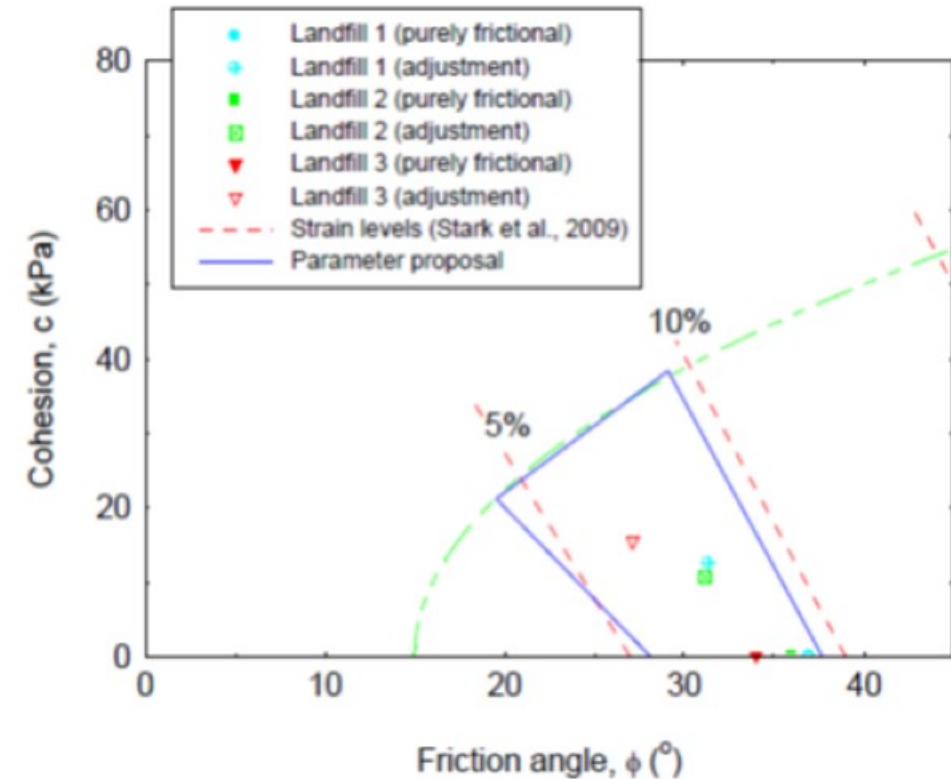 Landfill 1 (purely frictional)
Landfill 1 (adjustment)
Landfill 2 (purely frictional)
Landfill 2 (adjustment)
Landfill 3 (purely frictional)
Landfill 3 (adjustment)
Strain levels (Stark et al., 2009)
Parameter proposal
80
60
40
20
0
Cohesion, c (kPa)
5%
10%
0
10
20
30
40
Friction angle, ϕ (°)